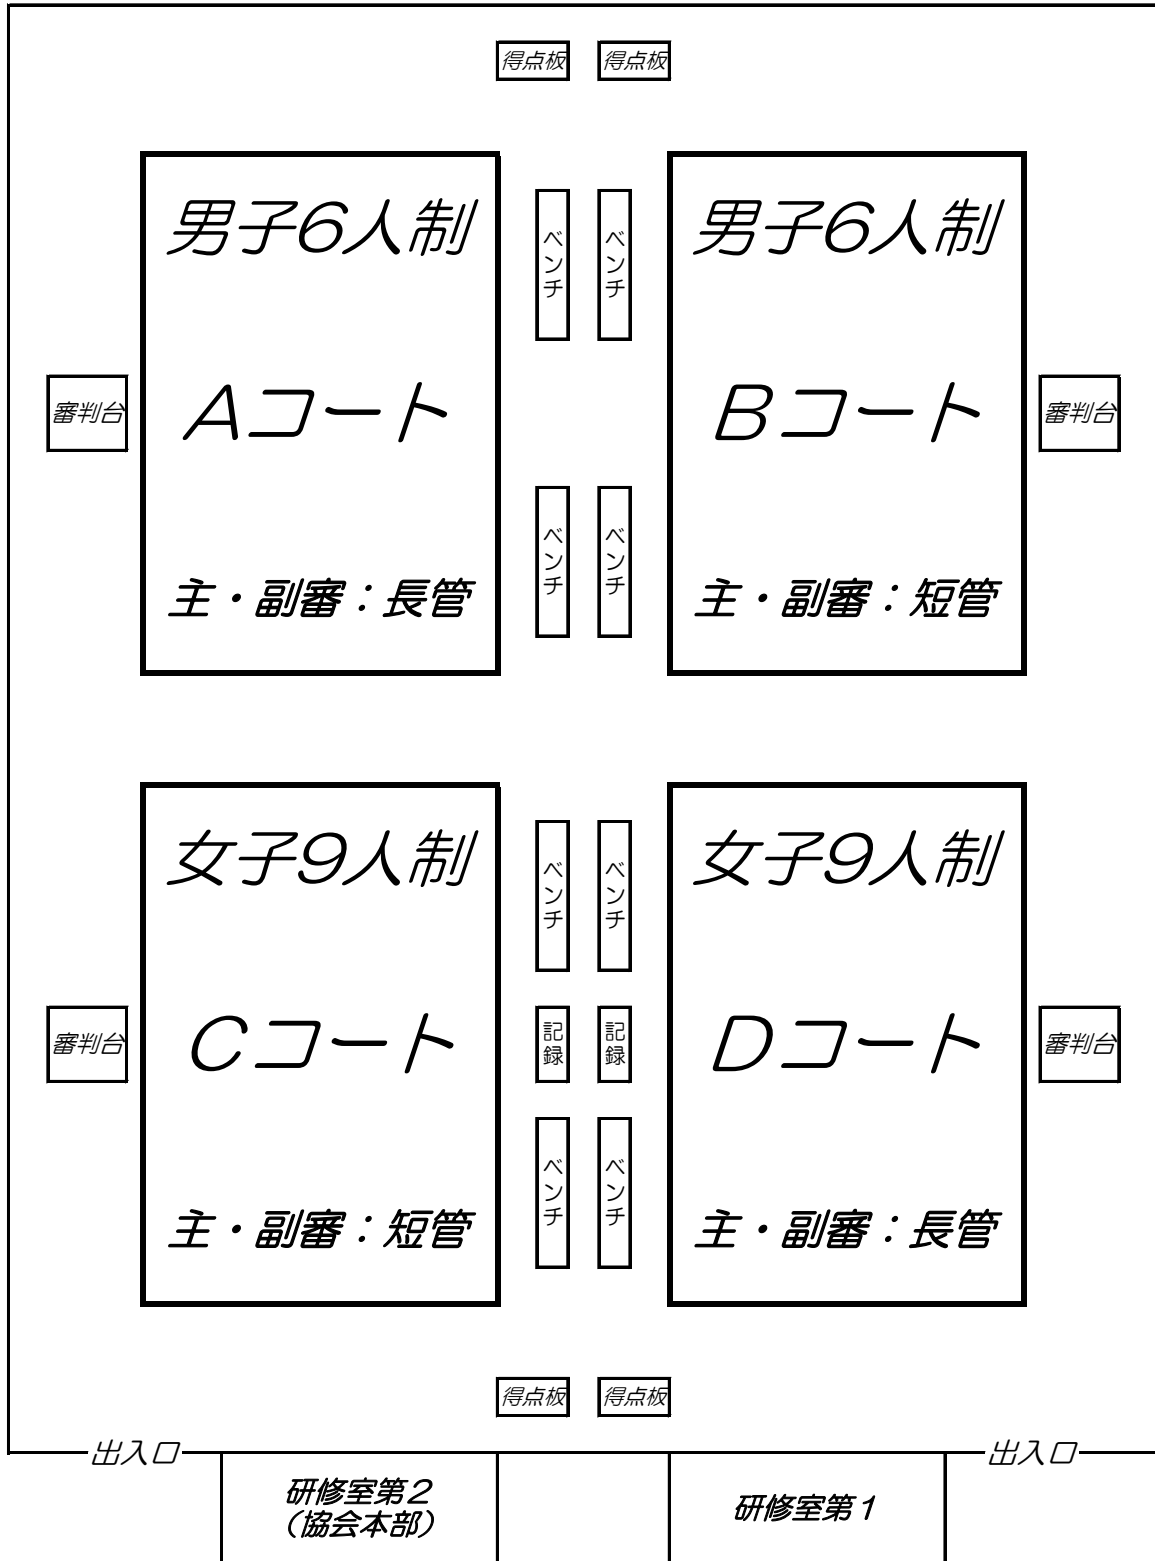 得点板 得点板
男子6人制
ベンチ
ベンチ
男子6人制
審判台
Aコート
Bコート
審判台
ベンチ
ベンチ
主・副審：長管
主・副審：短管
女子9人制
ベンチ
ベンチ
女子9人制
審判台
Cコート
記録
記録
Dコート
審判台
ベンチ
ベンチ
主・副審：短管
主・副審：長管
得点板 得点板
出入口
出入口
研修室第2
（協会本部）
研修室第1